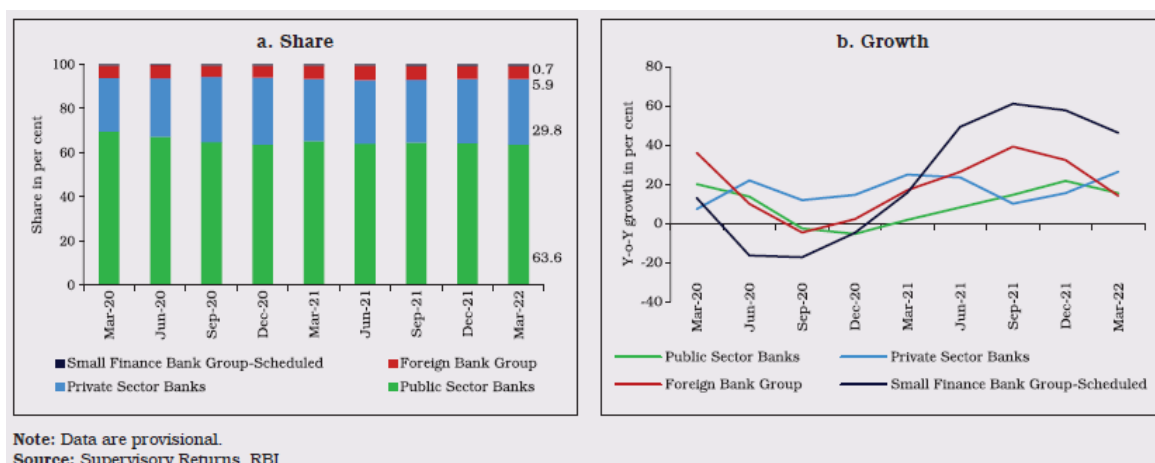 a. Share
Share in per cent
100
80
60
40
20
0
0.7
5.9
29.8
63.6
Mar-20
Jun-20
Sep-20
Dec-20
Mar-21
Jun-21
Sep-21
Dec-21
Mar-22
Small Finance Bank Group-Scheduled
Foreign Bank Group
Private Sector Banks
Public Sector Banks
b. Growth
Y-o-Y growth in per cent
80
60
40
20
0
-20
-40
Mar-20
Jun-20
Sep-20
Dec-20
Mar-21
Jun-21
Sep-21
Dec-21
Mar-22
Public Sector Banks
Private Sector Banks
Foreign Bank Group
Small Finance Bank Group-Scheduled
Note: Data are provisional.
Source: Supervisory Returns, RBI